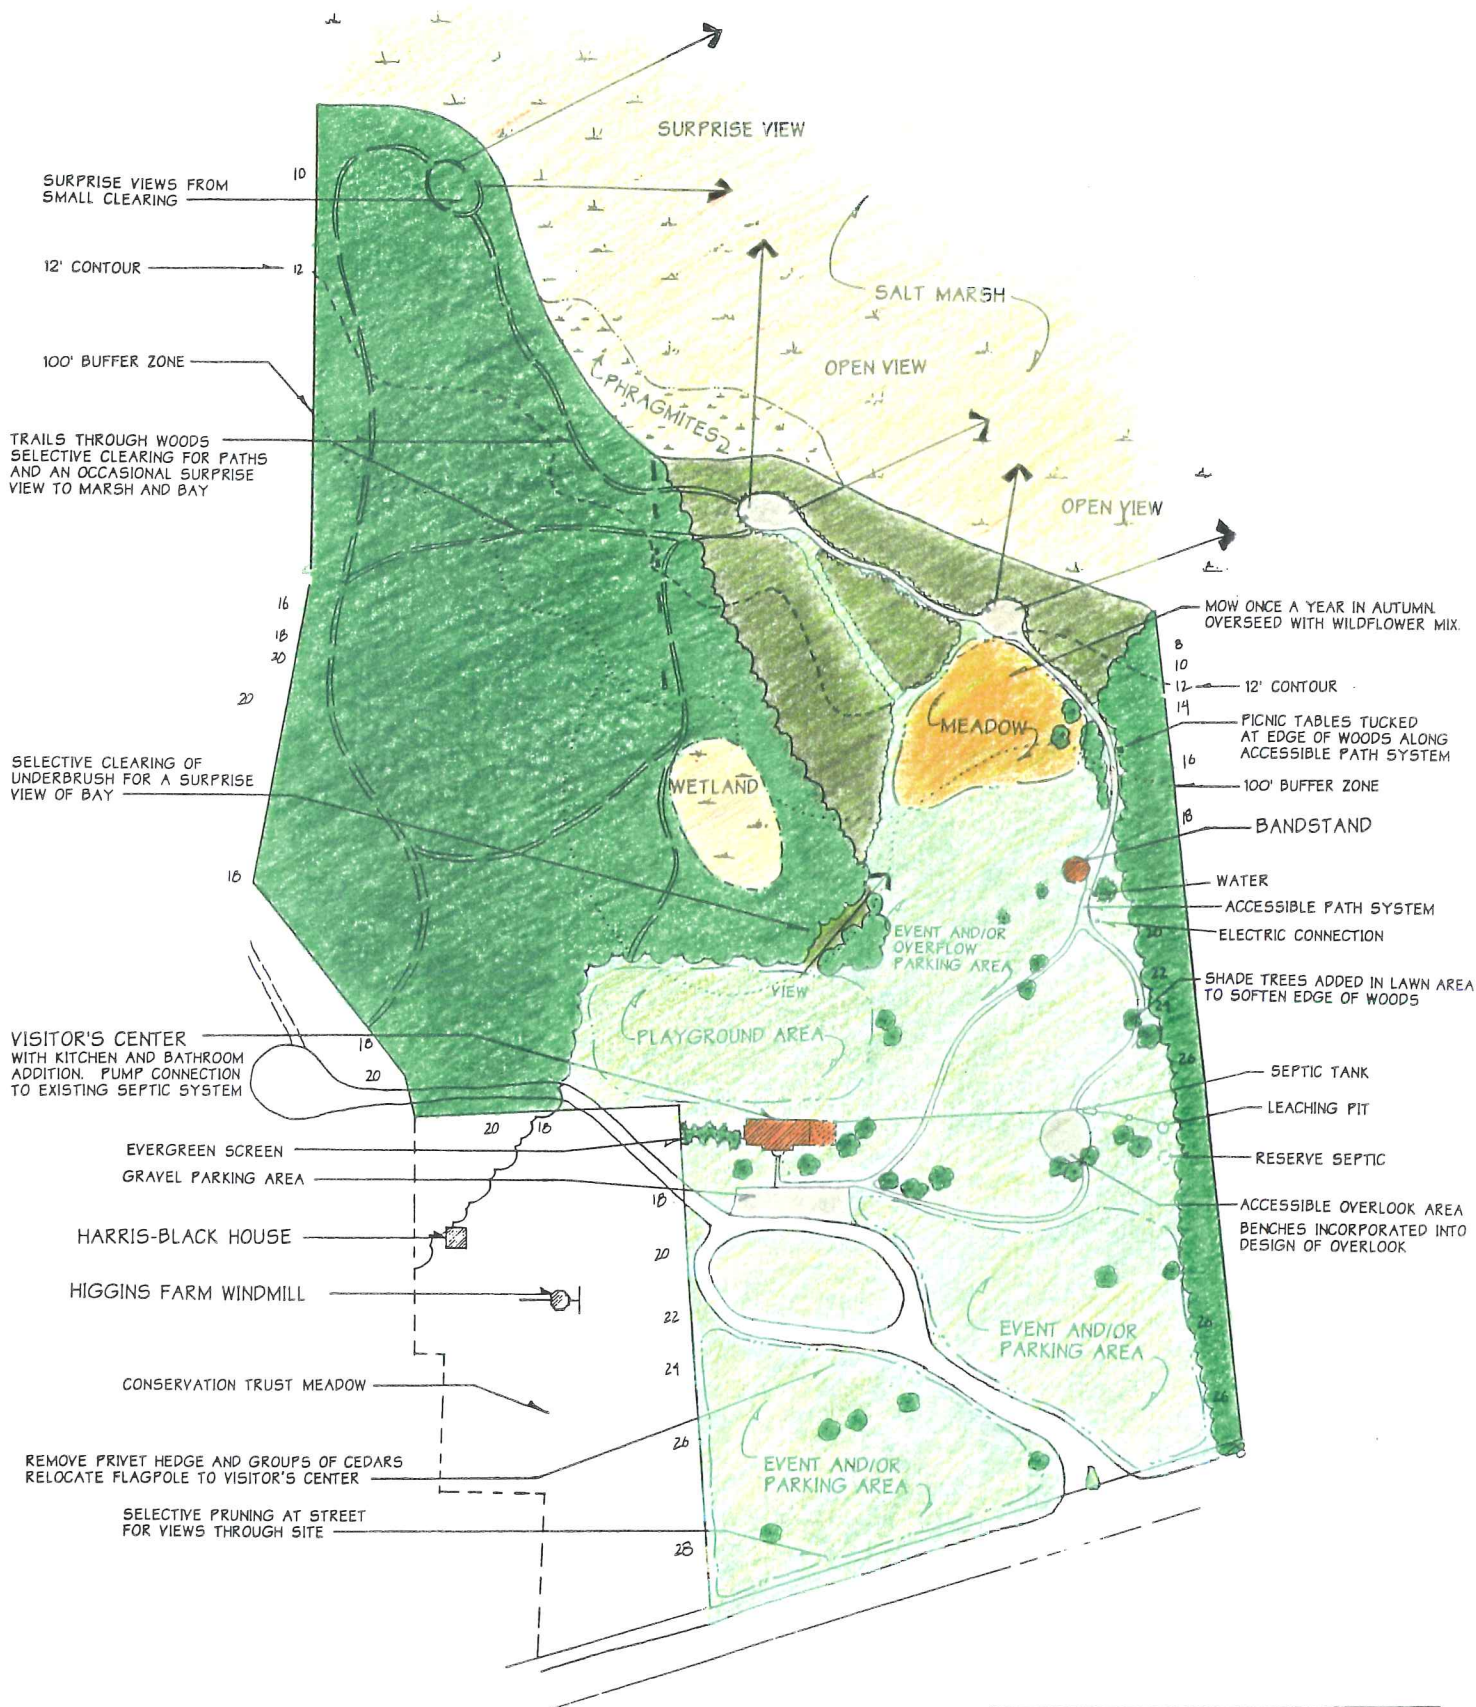 SURPRISE VIEW
SURPRISE VIEWS FROM
SMALL CLEARING
10
12' CONTOUR
12
SALT MARSH
100' BUFFER ZONE
OPEN VIEW
PHRAGMITES
TRAILS THROUGH WOODS
SELECTIVE CLEARING FOR PATHS
AND AN OCCASIONAL SURPRISE
VIEW TO MARSH AND BAY
OPEN VIEW
16
18
20
20
MOW ONCE A YEAR IN AUTUMN.
OVERSEED WITH WILDFLOWER MIX.
8
10
12
12' CONTOUR
14
MEADOW
PICNIC TABLES TUCKED
AT EDGE OF WOODS ALONG
ACCESSIBLE PATH SYSTEM
16
SELECTIVE CLEARING OF
UNDERBRUSH FOR A SURPRISE
VIEW OF BAY
WETLAND
100' BUFFER ZONE
18
BANDSTAND
18
WATER
ACCESSIBLE PATH SYSTEM
20
ELECTRIC CONNECTION
EVENT AND/OR
OVERFLOW
PARKING AREA
22
SHADE TREES ADDED IN LAWN AREA
TO SOFTEN EDGE OF WOODS
24
VIEW
PLAYGROUND AREA
VISITOR'S CENTER
WITH KITCHEN AND BATHROOM
ADDITION. PUMP CONNECTION
TO EXISTING SEPTIC SYSTEM
18
20
26
SEPTIC TANK
LEACHING PIT
20
18
EVERGREEN SCREEN
RESERVE SEPTIC
GRAVEL PARKING AREA
18
ACCESSIBLE OVERLOOK AREA
BENCHES INCORPORATED INTO
DESIGN OF OVERLOOK
HARRIS-BLACK HOUSE
20
HIGGINS FARM WINDMILL
22
EVENT AND/OR
PARKING AREA
26
24
CONSERVATION TRUST MEADOW
26
26
REMOVE PRIVET HEDGE AND GROUPS OF CEDARS
RELOCATE FLAGPOLE TO VISITOR'S CENTER
EVENT AND/OR
PARKING AREA
SELECTIVE PRUNING AT STREET
FOR VIEWS THROUGH SITE
28